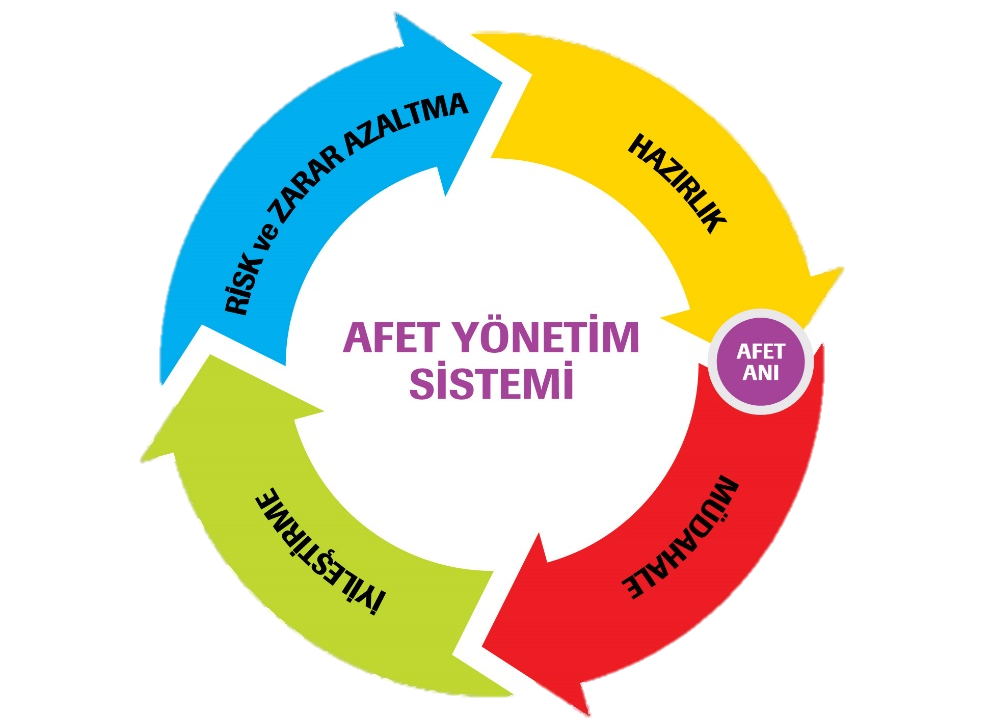 RİSK ve ZARAR AZALTMA
HAZIRLIK
AFET YÖNETİM
SİSTEMİ
AFET
ANI
MÜDAHALE
İYİLEŞTİRME